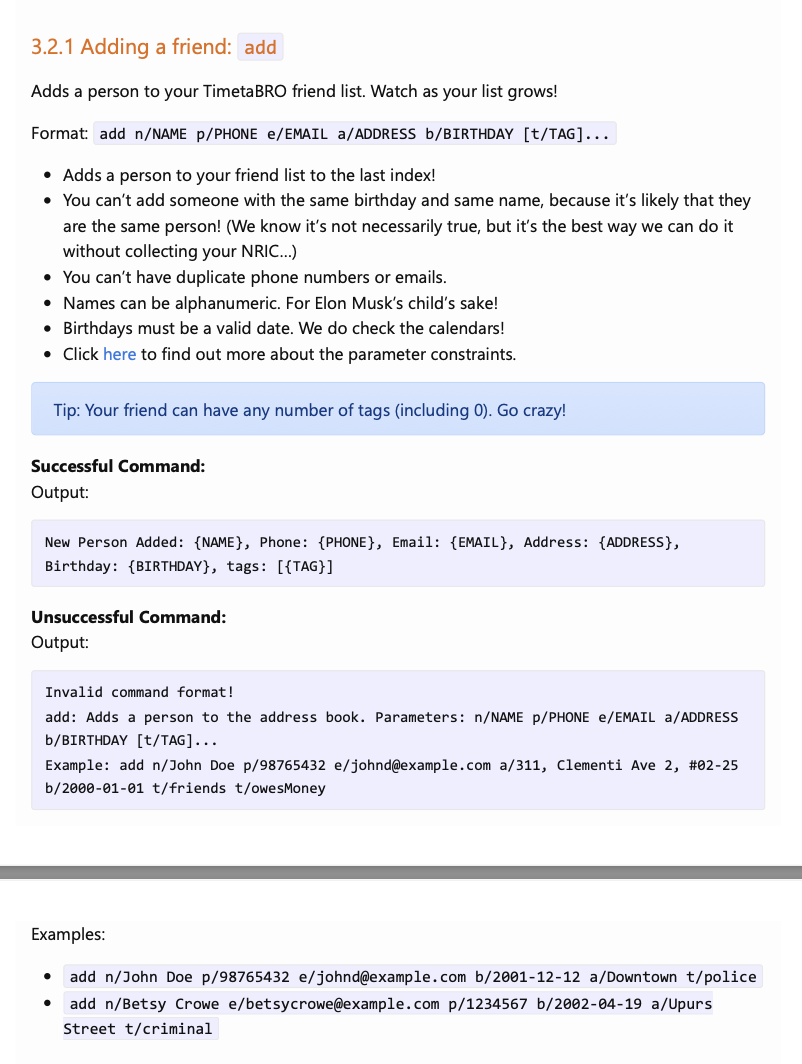 3.2.1 Adding a friend: add
Adds a person to your TimetaBRO friend list. Watch as your list grows!
Format: add n/NAME p/PHONE e/EMAIL a/ADDRESS b/BIRTHDAY [t/TAG]...
• Adds a person to your friend list to the last index!
• You can’t add someone with the same birthday and same name, because it’s likely that they
are the same person! (We know it’s not necessarily true, but it’s the best way we can do it
without collecting your NRIC...)
• You can’t have duplicate phone numbers or emails.
• Names can be alphanumeric. For Elon Musk’s child’s sake!
• Birthdays must be a valid date. We do check the calendars!
• Click here to find out more about the parameter constraints.
Tip: Your friend can have any number of tags (including 0). Go crazy!
Successful Command:
Output:
New Person Added: {NAME}, Phone: {PHONE}, Email: {EMAIL}, Address: {ADDRESS},
Birthday: {BIRTHDAY}, tags: [{TAG}]
Unsuccessful Command:
Output:
Invalid command format!
add: Adds a person to the address book. Parameters: n/NAME p/PHONE e/EMAIL a/ADDRESS
b/BIRTHDAY [t/TAG]...
Example: add n/John Doe p/98765432 e/johnd@example.com a/311, Clementi Ave 2, #02-25
b/2000-01-01 t/friends t/owesMoney
Examples:
• add n/John Doe p/98765432 e/johnd@example.com b/2001-12-12 a/Downtown t/police
• add n/Betsy Crowe e/betsycrowe@example.com p/1234567 b/2002-04-19 a/Upurs
Street t/criminal